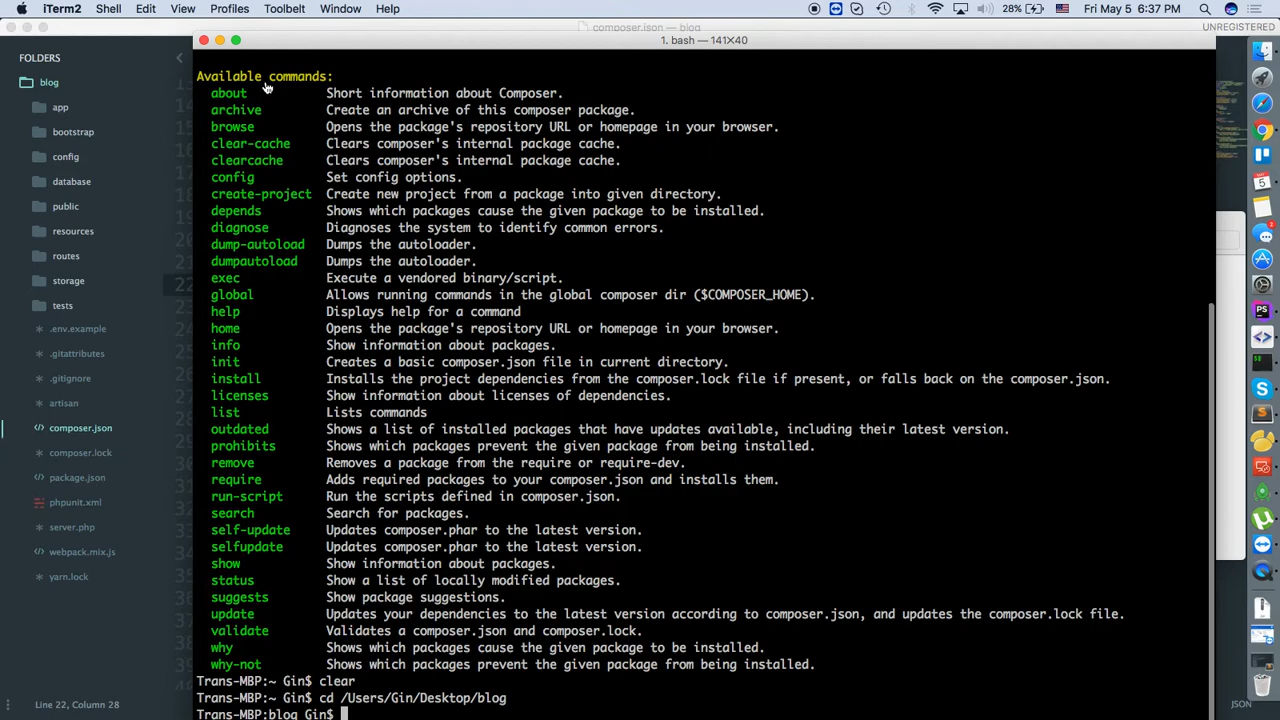 iTerm2 Shell Edit View Profiles Toolbelt Window Help 28% Fri May 5 6:37 PM
composer.json — blog UNREGISTERED
1. bash — 141×40
FOLDERS
blog
app
bootstrap
config
database
public
resources
routes
storage
tests
.env.example
.gitattributes
.gitignore
artisan
composer.json
composer.lock
package.json
phpunit.xml
server.php
webpack.mix.js
yarn.lock
Available commands:
about Short information about Composer.
archive Create an archive of this composer package.
browse Opens the package's repository URL or homepage in your browser.
clear-cache Clears composer's internal package cache.
clearcache Clears composer's internal package cache.
config Set config options.
create-project Create new project from a package into given directory.
depends Shows which packages cause the given package to be installed.
diagnose Diagnoses the system to identify common errors.
dump-autoload Dumps the autoloader.
dumpautoload Dumps the autoloader.
exec Execute a vendored binary/script.
global Allows running commands in the global composer dir ($COMPOSER_HOME).
help Displays help for a command
home Opens the package's repository URL or homepage in your browser.
info Show information about packages.
init Creates a basic composer.json file in current directory.
install Installs the project dependencies from the composer.lock file if present, or falls back on the composer.json.
licenses Show information about licenses of dependencies.
list Lists commands
outdated Shows a list of installed packages that have updates available, including their latest version.
prohibits Shows which packages prevent the given package from being installed.
remove Removes a package from the require or require-dev.
require Adds required packages to your composer.json and installs them.
run-script Run the scripts defined in composer.json.
search Search for packages.
self-update Updates composer.phar to the latest version.
selfupdate Updates composer.phar to the latest version.
show Show information about packages.
status Show a list of locally modified packages.
suggests Show package suggestions.
update Updates your dependencies to the latest version according to composer.json, and updates the composer.lock file.
validate Validates a composer.json and composer.lock.
why Shows which packages cause the given package to be installed.
why-not Shows which packages prevent the given package from being installed.
Trans-MBP:~ Gin$ clear
Trans-MBP:~ Gin$ cd /Users/Gin/Desktop/blog
Trans-MBP:blog Gin$
Line 22, Column 28
JSON